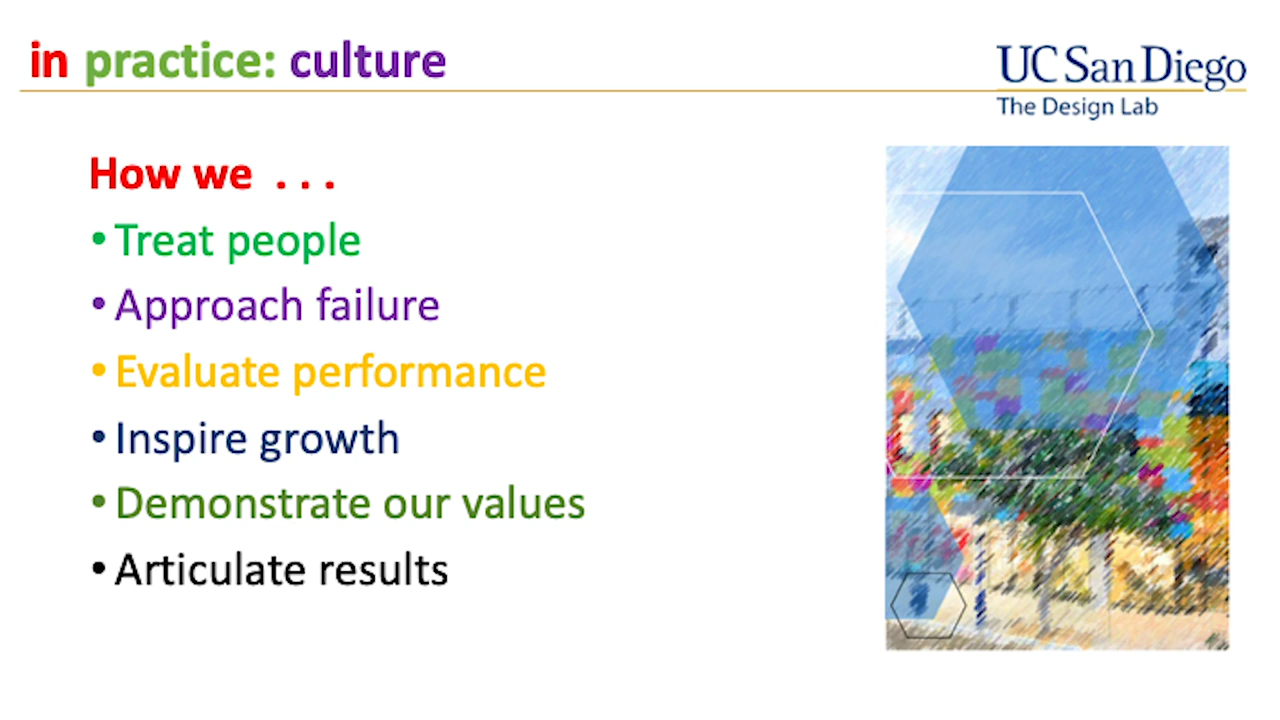 in practice: culture
UC San Diego
The Design Lab
How we . . .
• Treat people
• Approach failure
• Evaluate performance
• Inspire growth
• Demonstrate our values
• Articulate results